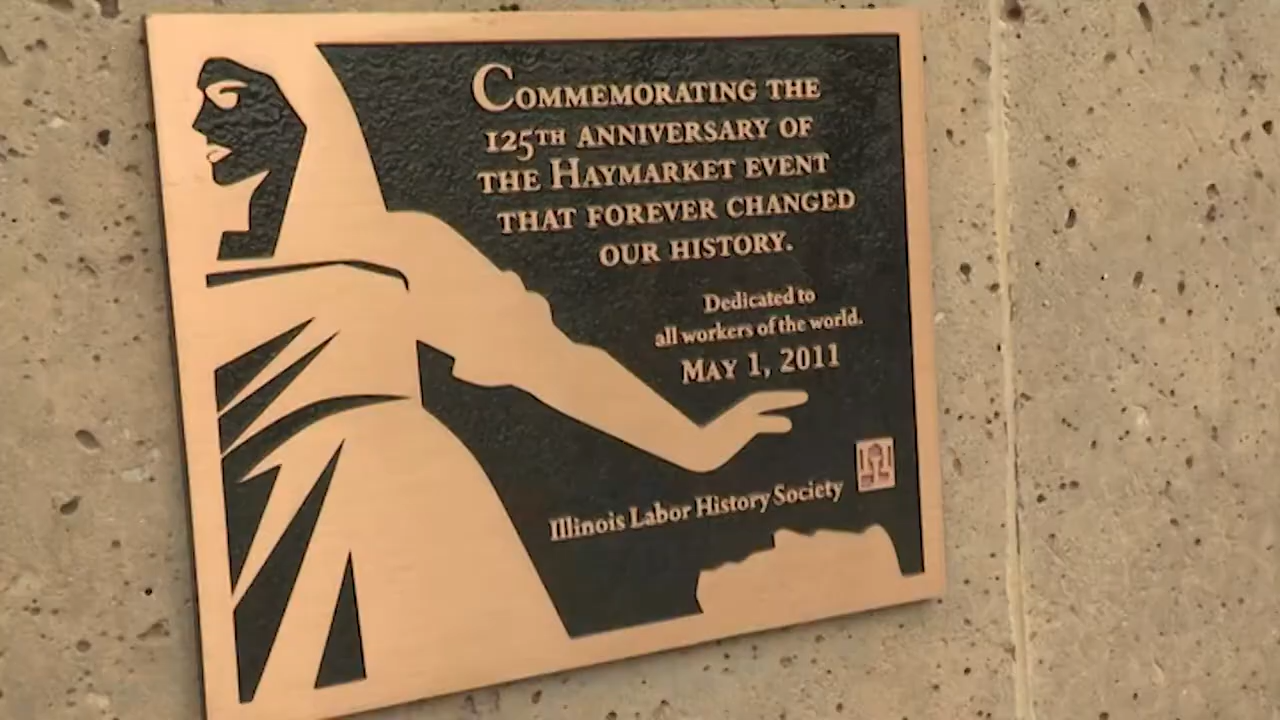 COMMEMORATING THE
125TH ANNIVERSARY OF
THE HAYMARKET EVENT
THAT FOREVER CHANGED
OUR HISTORY.
Dedicated to
all workers of the world.
MAY 1, 2011
Illinois Labor History Society